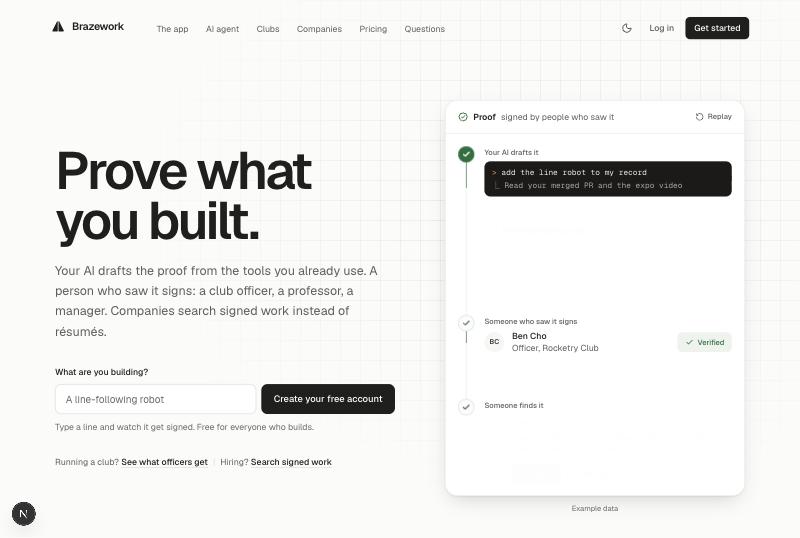 Brazework
The app
AI agent
Clubs
Companies
Pricing
Questions
Log in
Get started
Prove what
you built.
Your AI drafts the proof from the tools you already use. A
person who saw it signs: a club officer, a professor, a
manager. Companies search signed work instead of
résumés.
What are you building?
A line-following robot
Create your free account
Type a line and watch it get signed. Free for everyone who builds.
Running a club? See what officers get | Hiring? Search signed work
Proof signed by people who saw it
Replay
Your AI drafts it
> add the line robot to my record
Read your merged PR and the expo video
Someone who saw it signs
BC
Ben Cho
Officer, Rocketry Club
Verified
Someone finds it
Example data
N